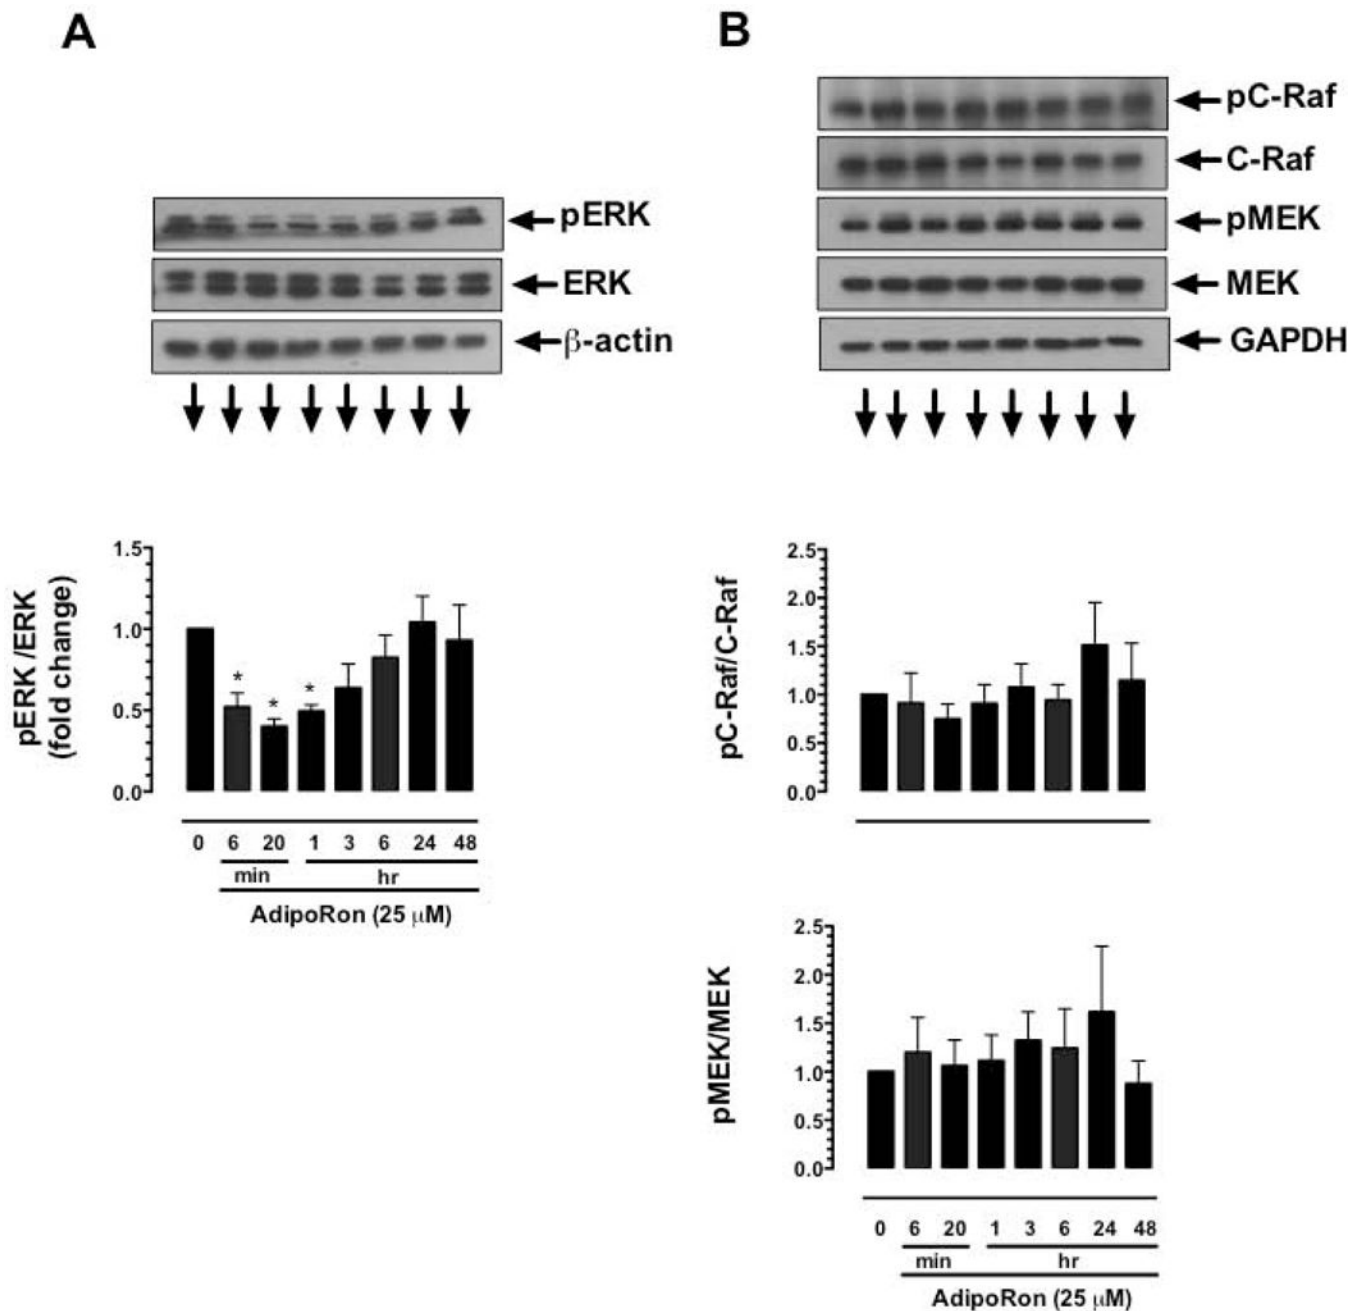 A
pERK
ERK
β-actin
pERK /ERK
(fold change)
1.5
1.0
0.5
0.0
* * *
0 6 20 1 3 6 24 48
min hr
AdipoRon (25 μM)
B
pC-Raf
C-Raf
pMEK
MEK
GAPDH
pC-Raf/C-Raf
2.5
2.0
1.5
1.0
0.5
0.0
pMEK/MEK
2.5
2.0
1.5
1.0
0.5
0.0
0 6 20 1 3 6 24 48
min hr
AdipoRon (25 μM)